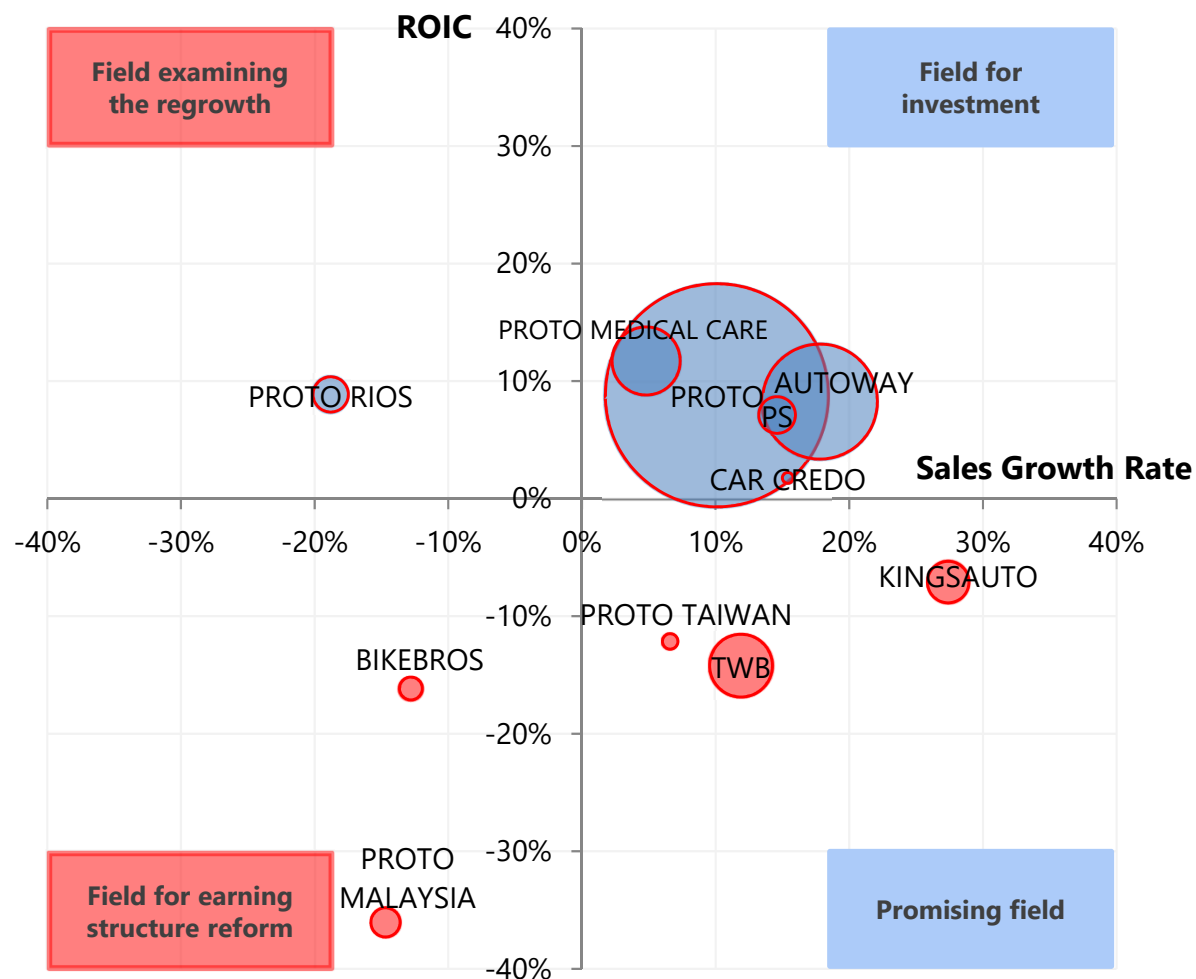 ROIC
40%
Field examining
the regrowth
Field for
investment
30%
20%
PROTO MEDICAL CARE
10%
AUTOWAY
PROTO RIOS
PROTO
PS
Sales Growth Rate
CAR CREDO
0%
-40%
-30%
-20%
-10%
0%
10%
20%
30%
40%
KINGSAUTO
-10%
PROTO TAIWAN
BIKEBROS
TWB
-20%
-30%
PROTO
MALAYSIA
Field for earning
structure reform
Promising field
-40%